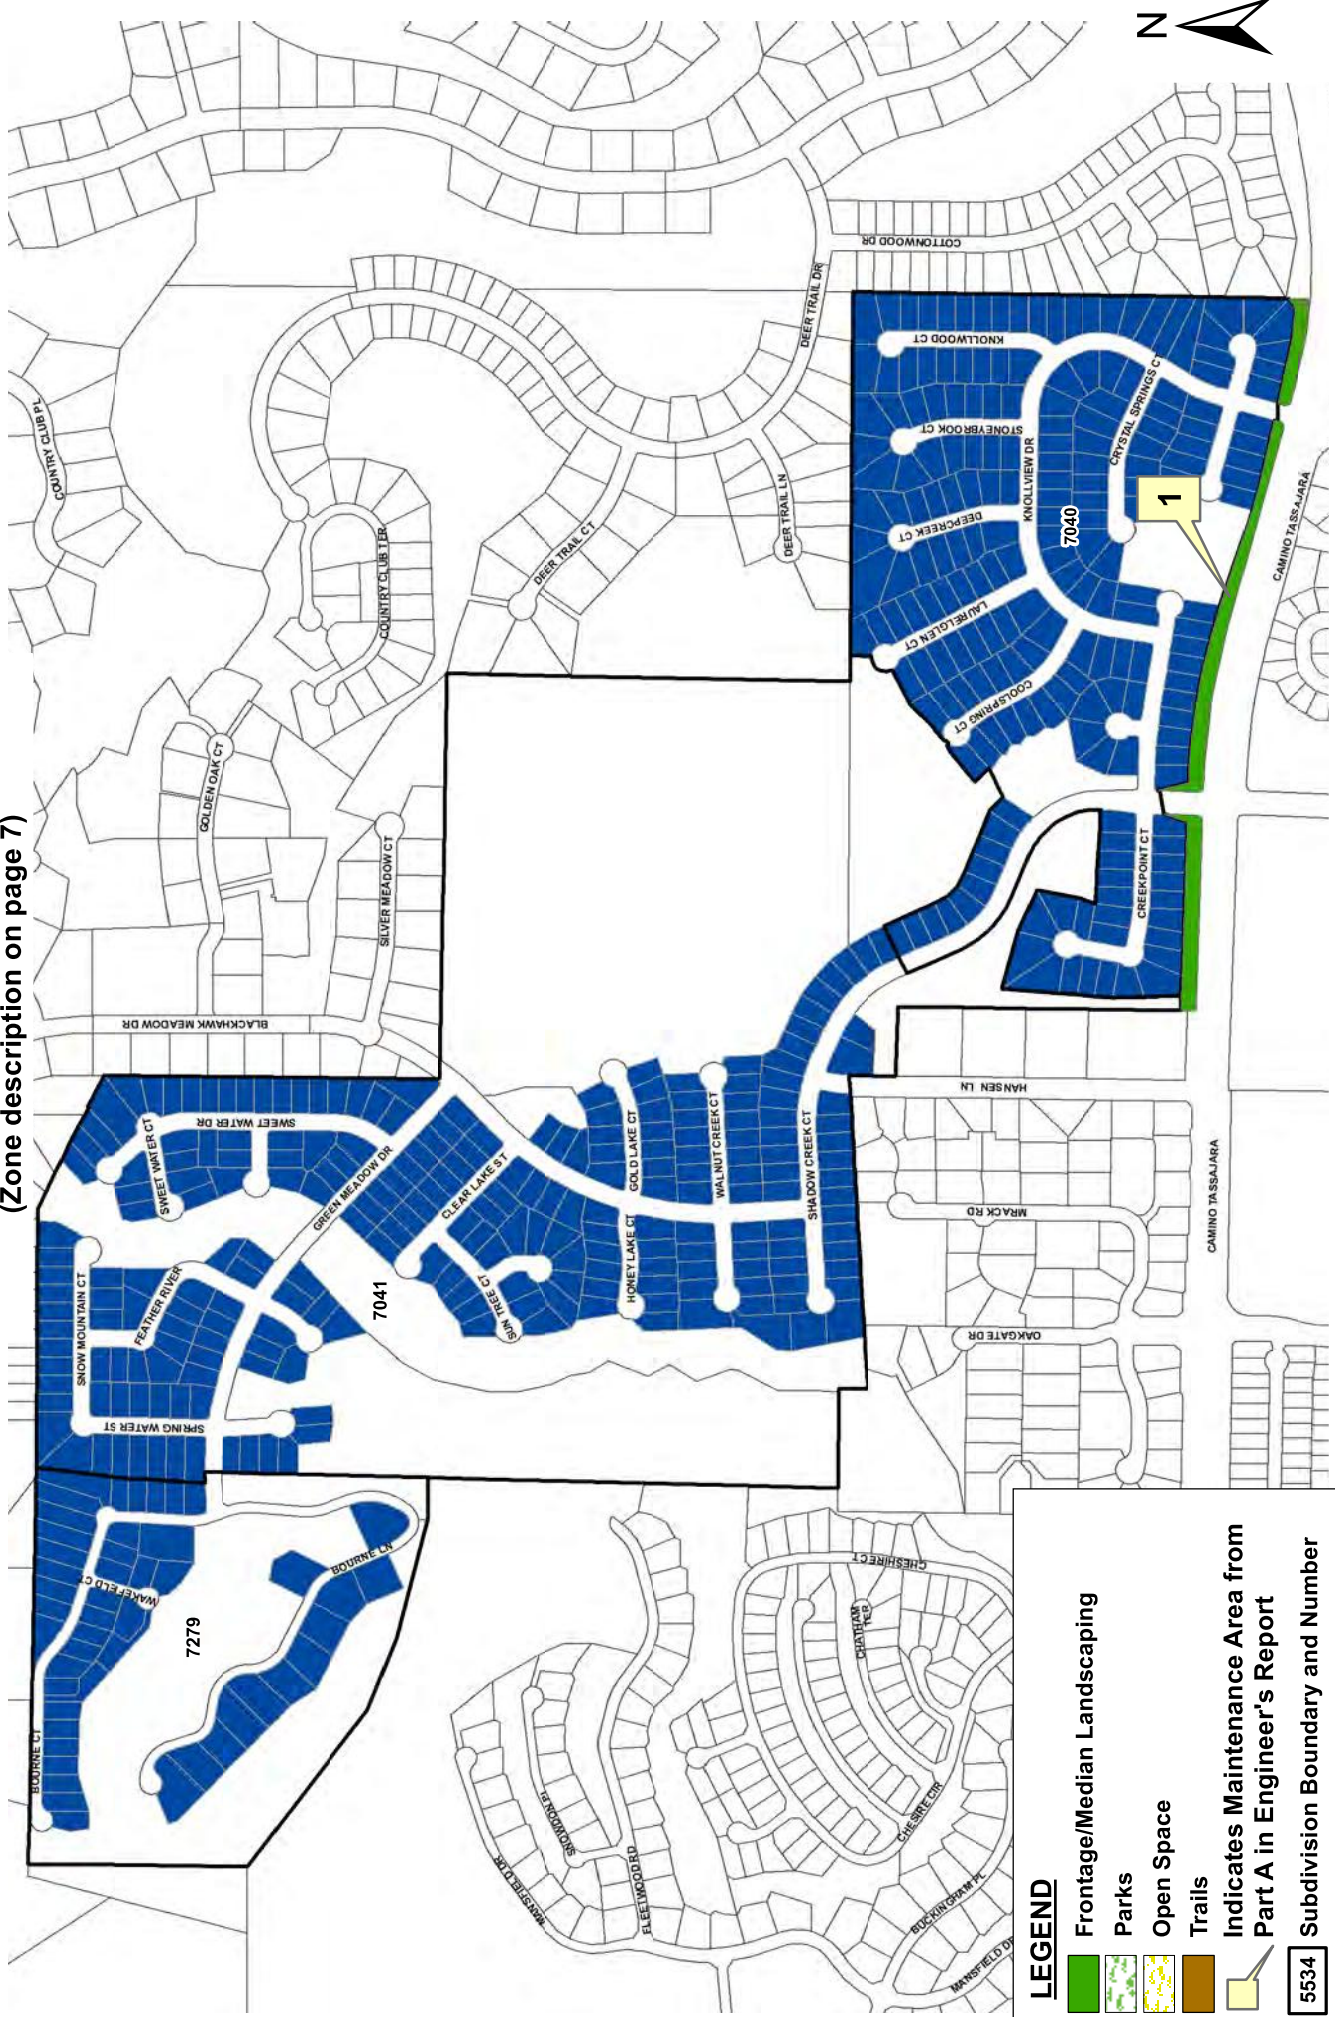 (Zone description on page 7)
N
COUNTRY CLUB PL
COTTONWOOD DR
DEER TRAIL DR
COUNTRY CLUB TER
DEER TRAIL CT
DEER TRAIL LN
KNOLLWOOD CT
STONEYBROOK CT
KNOLLVIEW DR
CRYSTAL SPRINGS CT
DEEPCREEK CT
7040
1
LAURELGLEN CT
COOLSPRING CT
CAMINO TASSAJARA
GOLDEN OAK CT
SILVER MEADOW CT
BLACKHAWK MEADOW DR
CREEKPOINT CT
HANSEN LN
SWEET WATER CT
SWEET WATER DR
GREEN MEADOW DR
CLEAR LAKE ST
GOLD LAKE CT
WALNUT CREEK CT
SHADOW CREEK CT
HONEY LAKE CT
SUN TREE CT
MRACK RD
CAMINO TASSAJARA
OAKGATE DR
SNOW MOUNTAIN CT
FEATHER RIVER
SPRING WATER ST
7041
WAKEFIELD CT
BOURNE LN
BOURNE CT
7279
CHESHIRE CT
CHATHAM
TER
CHESIRE CIR
SNOWDON PL
MANSFIELD DR
FLEETWOOD RD
BUCKINGHAM PL
MANSFIELD DR
LEGEND
Frontage/Median Landscaping
Parks
Open Space
Trails
Indicates Maintenance Area from
Part A in Engineer's Report
5534 Subdivision Boundary and Number